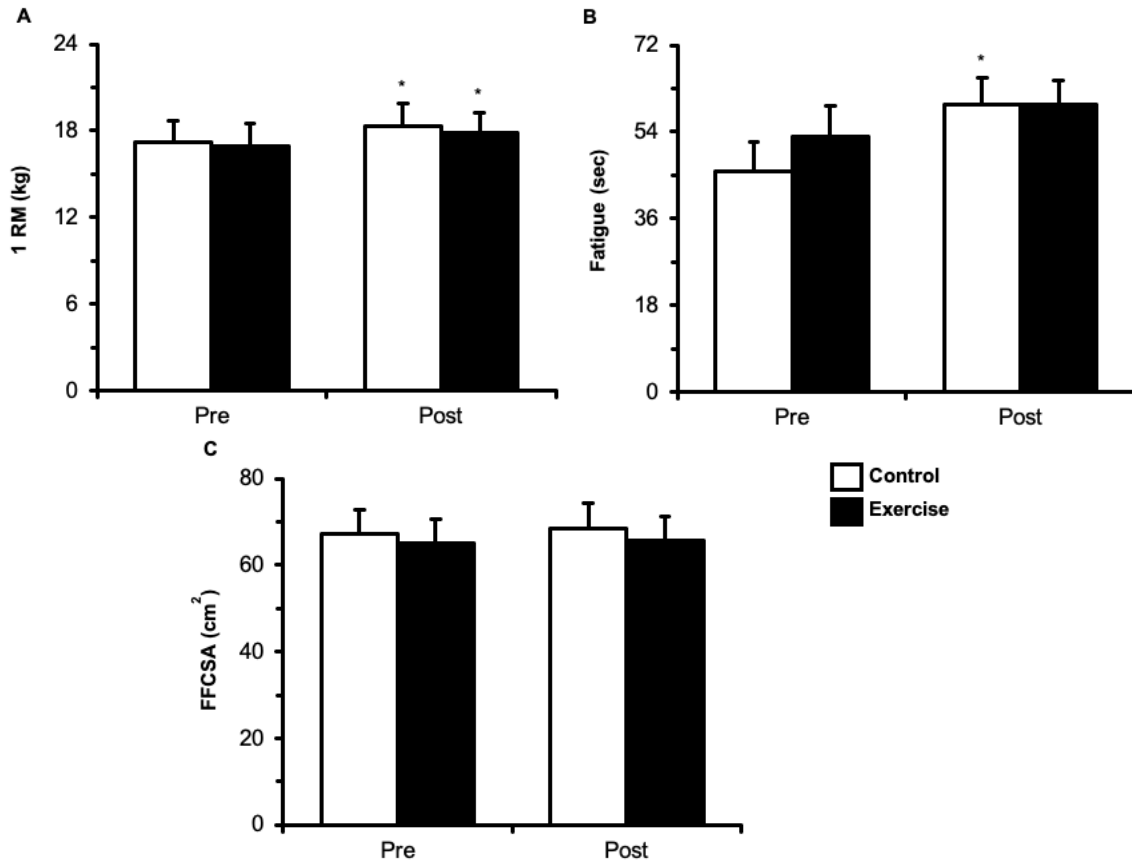 A
1 RM (kg)
24
18
12
6
0
* *
Pre Post
B
Fatigue (sec)
72
54
36
18
0
*
Pre Post
C
FFCSA (cm²)
80
60
40
20
0
Pre Post
Control
Exercise